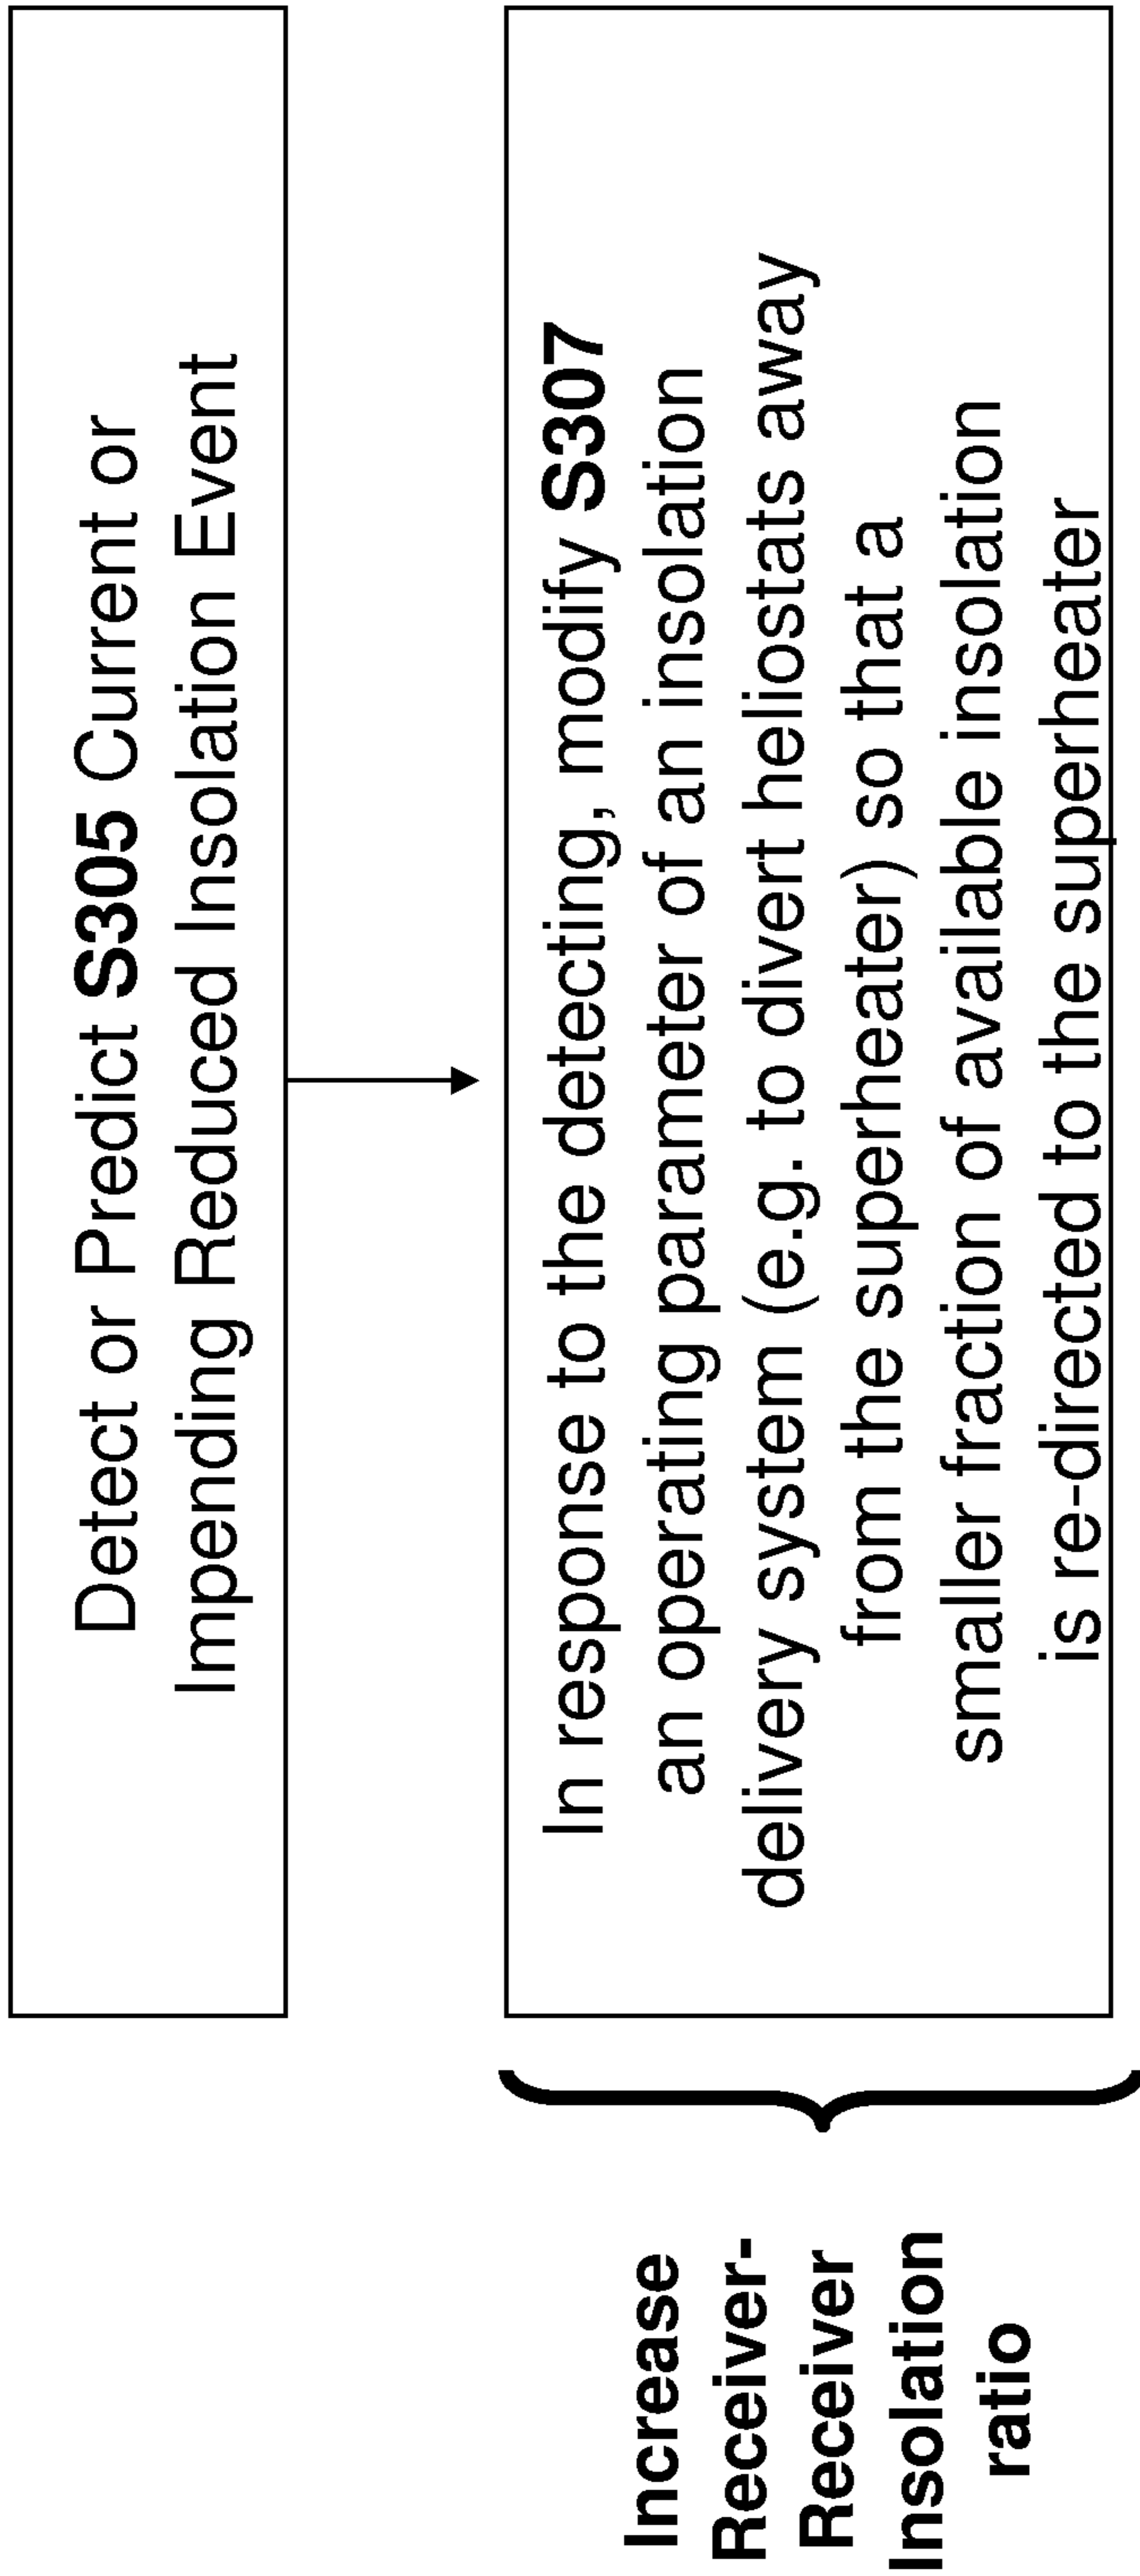 Detect or Predict S305 Current or
Impending Reduced Insolation Event
In response to the detecting, modify S307
an operating parameter of an insolation
delivery system (e.g. to divert heliostats away
from the superheater) so that a
smaller fraction of available insolation
is re-directed to the superheater
Increase
Receiver-
Receiver
Insolation
ratio